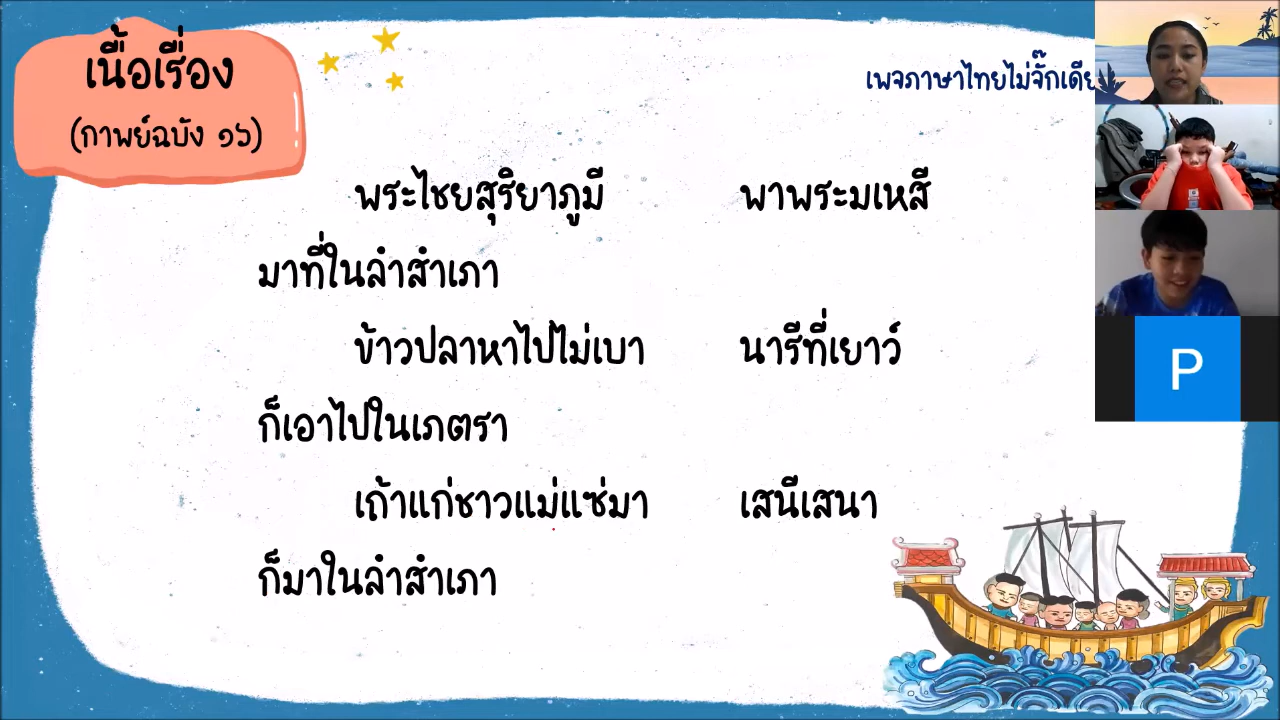 เนื้อเรื่อง
(กาพย์ฉบัง ๑๖)
เพจภาษาไทยไม่จั๊กเดีย
พระไชยสุริยาภูมี พาพระมเหสี
มาที่ในลำสำเภา
ข้าวปลาหาไปไม่เบา นารีที่เยาว์
ก็เอาไปในเภตรา
เถ้าแก่ชาวแม่แซ่มา เสนีเสนา
ก็มาในลำสำเภา
P